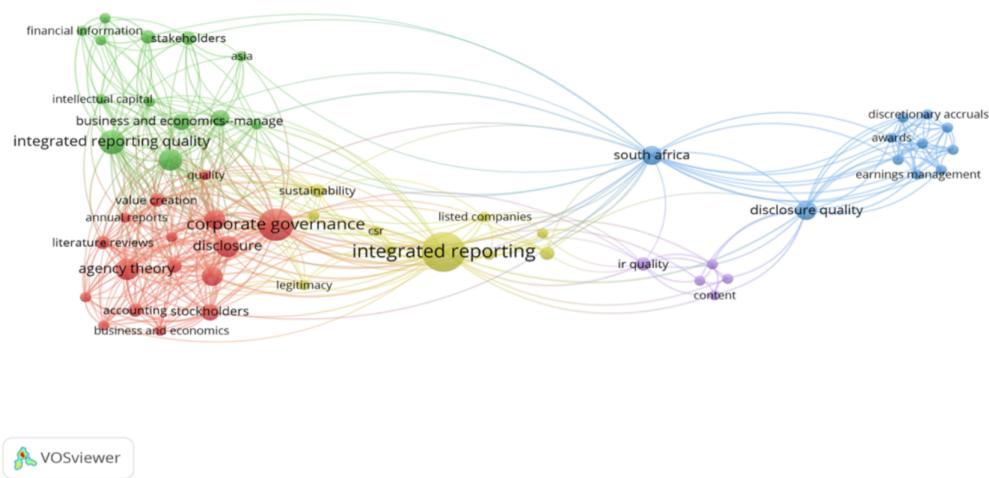 financial information
stakeholders
asia
intellectual capital
business and economics--manage
integrated reporting quality
quality
value creation
annual reports
corporate governance
csr
literature reviews
disclosure
agency theory
accounting
stockholders
business and economics
sustainability
legitimacy
integrated reporting
listed companies
south africa
ir quality
content
disclosure quality
discretionary accruals
awards
earnings management
VOSviewer